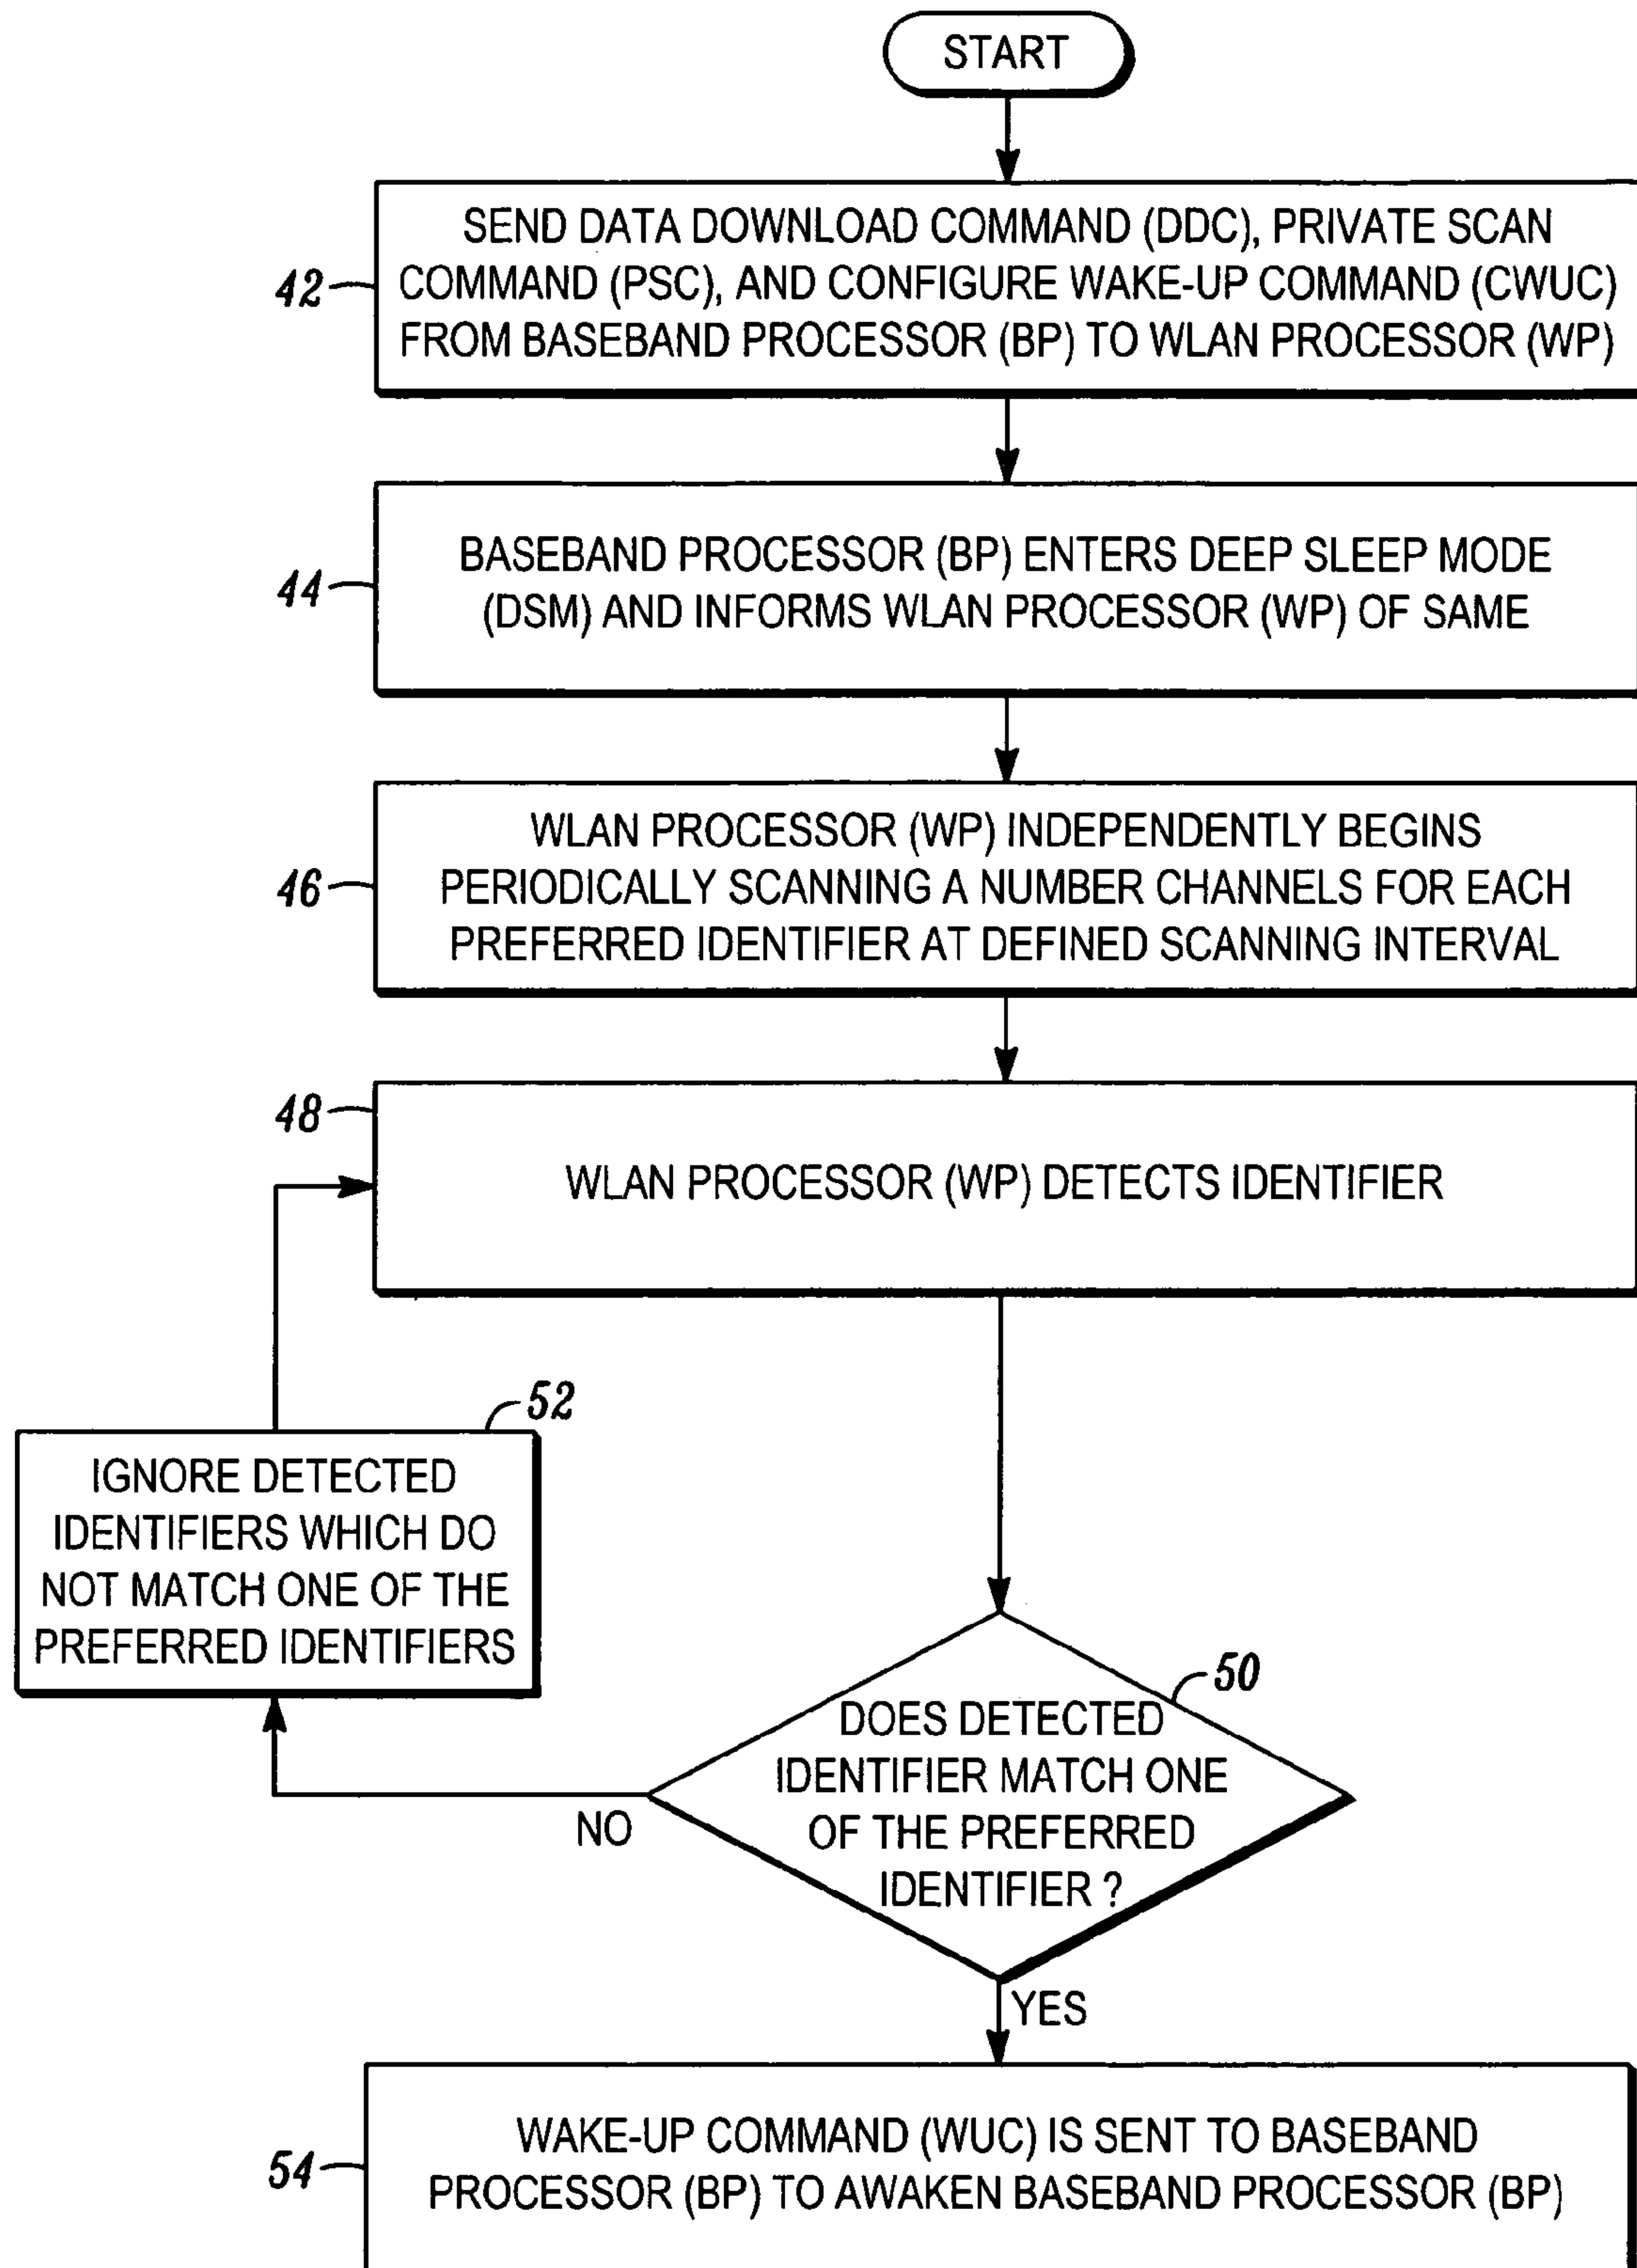 START
42
SEND DATA DOWNLOAD COMMAND (DDC), PRIVATE SCAN
COMMAND (PSC), AND CONFIGURE WAKE-UP COMMAND (CWUC)
FROM BASEBAND PROCESSOR (BP) TO WLAN PROCESSOR (WP)
44
BASEBAND PROCESSOR (BP) ENTERS DEEP SLEEP MODE
(DSM) AND INFORMS WLAN PROCESSOR (WP) OF SAME
46
WLAN PROCESSOR (WP) INDEPENDENTLY BEGINS
PERIODICALLY SCANNING A NUMBER CHANNELS FOR EACH
PREFERRED IDENTIFIER AT DEFINED SCANNING INTERVAL
48
WLAN PROCESSOR (WP) DETECTS IDENTIFIER
52
IGNORE DETECTED
IDENTIFIERS WHICH DO
NOT MATCH ONE OF THE
PREFERRED IDENTIFIERS
50
DOES DETECTED
IDENTIFIER MATCH ONE
OF THE PREFERRED
IDENTIFIER ?
NO
YES
54
WAKE-UP COMMAND (WUC) IS SENT TO BASEBAND
PROCESSOR (BP) TO AWAKEN BASEBAND PROCESSOR (BP)